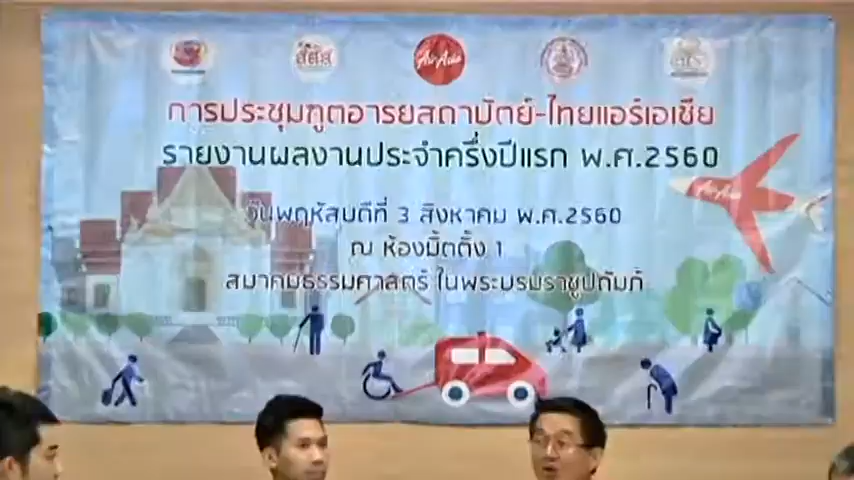 สตส
AirAsia
การประชุมทูตอารยสถาปัตย์-ไทยแอร์เอเชีย
รายงานผลงานประจำครึ่งปีแรก พ.ศ.2560
วันพฤหัสบดีที่ 3 สิงหาคม พ.ศ.2560
ณ ห้องมิ้ตติ้ง 1
สมาคมธรรมศาสตร์ ในพระบรมราชูปถัมภ์
AirAsia